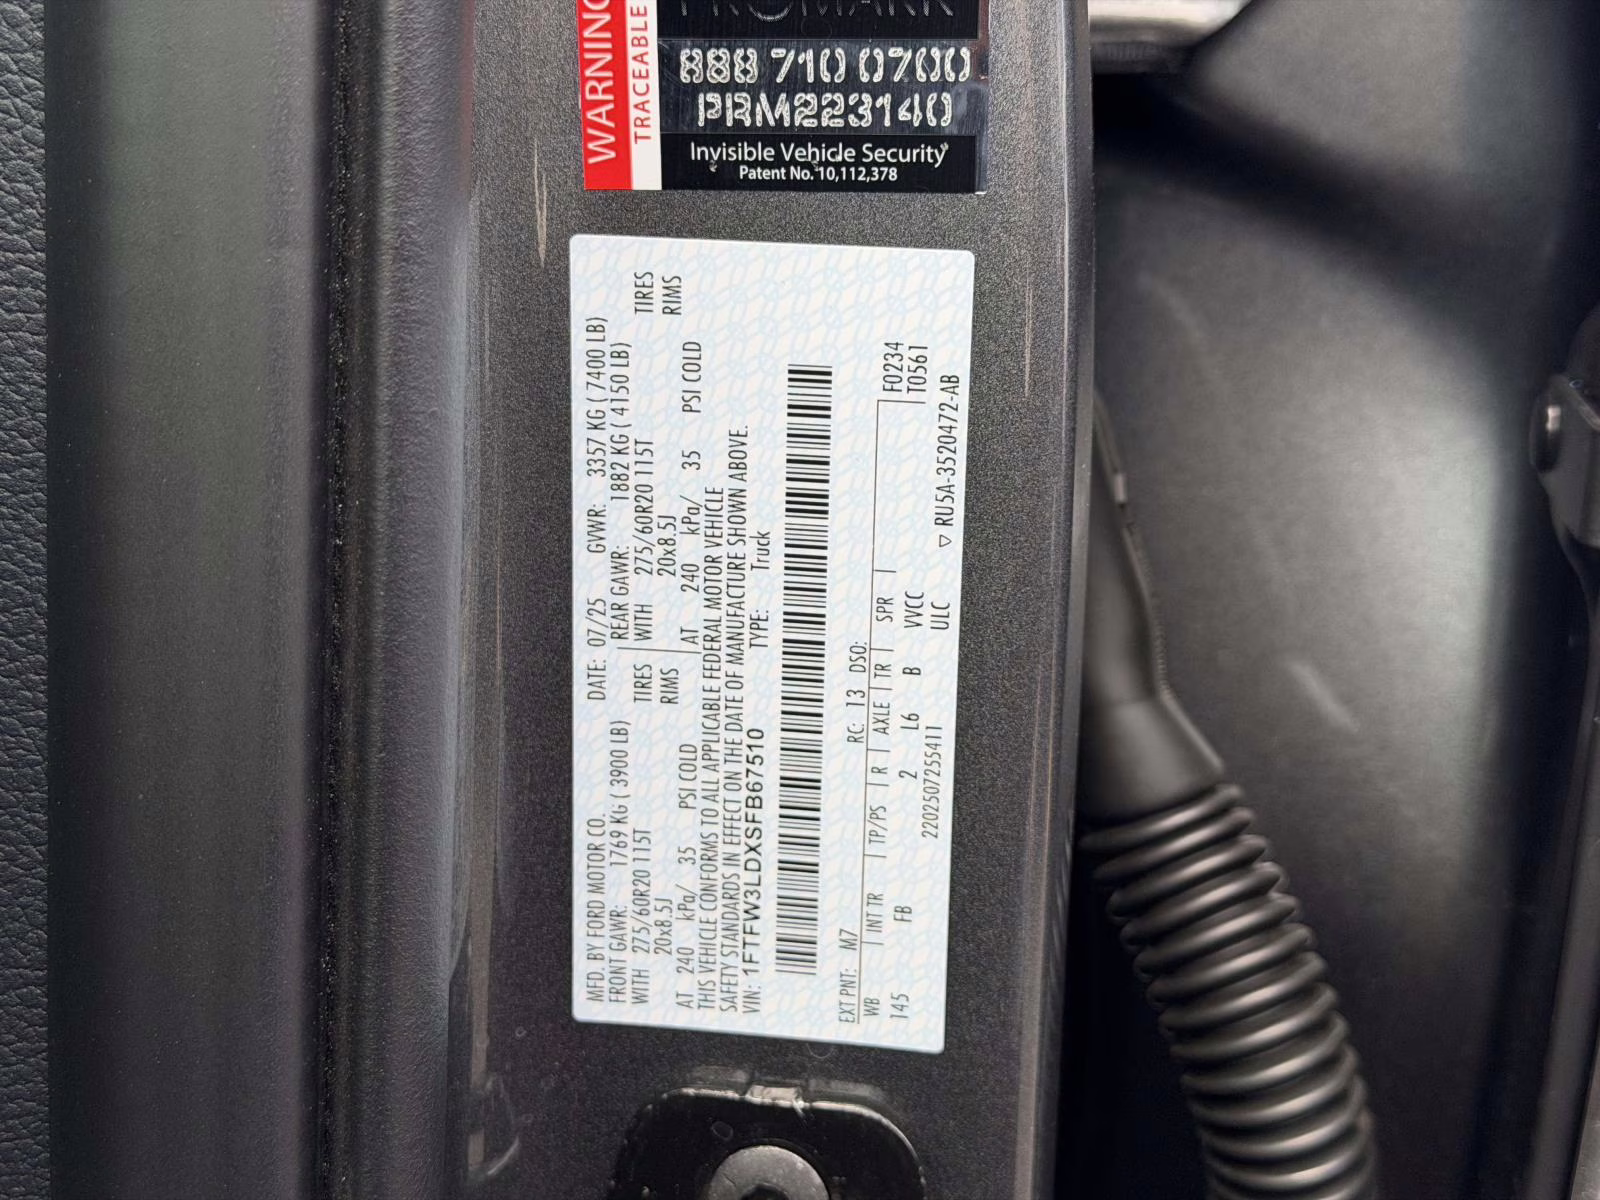 WARNING
TRACEABLE
PROMARK
888 710 0700
PRM223140
Invisible Vehicle Security
Patent No. 10,112,378
MFD. BY FORD MOTOR CO. DATE: 07/25 GVWR: 3357 KG ( 7400 LB)
FRONT GAWR: 1769 KG ( 3900 LB) REAR GAWR: 1882 KG ( 4150 LB)
WITH 275/60R20 115T TIRES WITH 275/60R20 115T TIRES
20x8.5J RIMS 20x8.5J RIMS
AT 240 kPa/ 35 PSI COLD AT 240 kPa/ 35 PSI COLD
THIS VEHICLE CONFORMS TO ALL APPLICABLE FEDERAL MOTOR VEHICLE
SAFETY STANDARDS IN EFFECT ON THE DATE OF MANUFACTURE SHOWN ABOVE.
VIN: 1FTFW3LDXSFB67510 TYPE: Truck
EXT PNT: M7 RC: 13 DSO:
WB INT TR TP/PS R AXLE TR SPR F0234
145 FB 2 L6 B VVCC T0561
2202507255411 ULC
▽ RU5A-3520472-AB